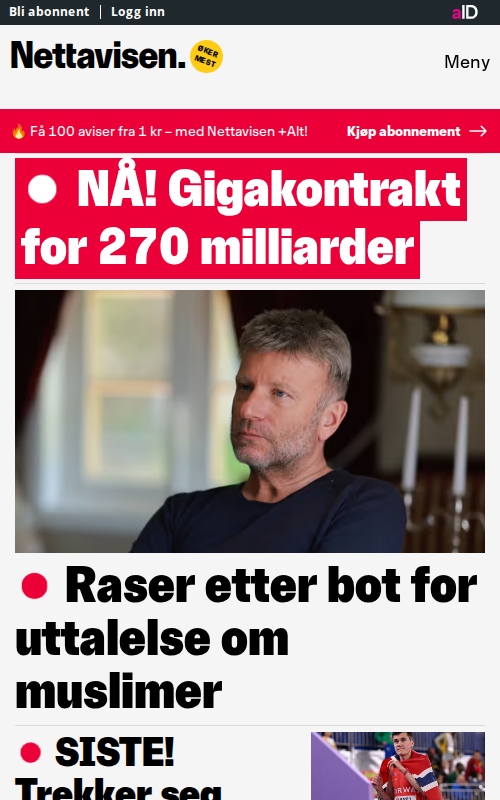 Bli abonnent | Logg inn
aID
Nettavisen.
ØKER
MEST
Meny
🔥 Få 100 aviser fra 1 kr – med Nettavisen +Alt!
Kjøp abonnement →
NÅ! Gigakontrakt
for 270 milliarder
Raser etter bot for
uttalelse om
muslimer
SISTE!
Trekker seg